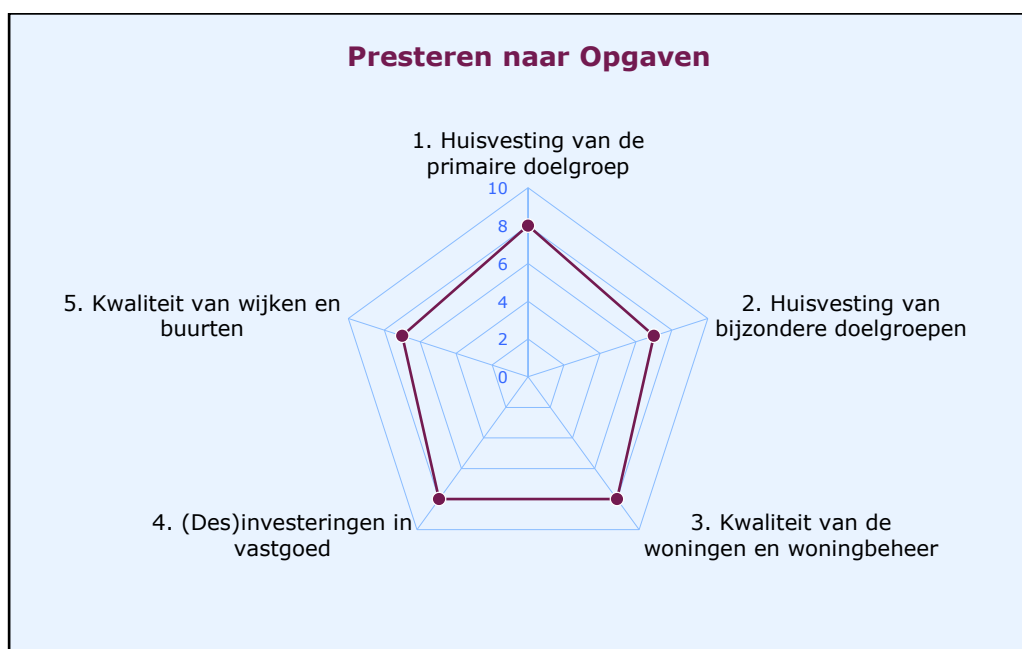 Presteren naar Opgaven
1. Huisvesting van de
primaire doelgroep
10
8
6
4
2
0
2. Huisvesting van
bijzondere doelgroepen
3. Kwaliteit van de
woningen en woningbeheer
4. (Des)investeringen in
vastgoed
5. Kwaliteit van wijken en
buurten